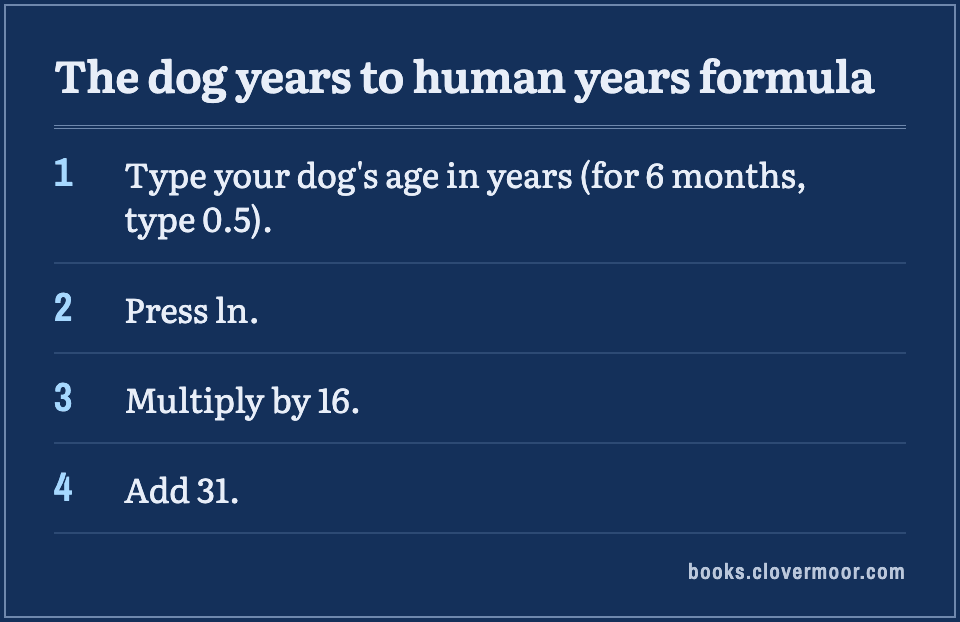 The dog years to human years formula
1 Type your dog's age in years (for 6 months,
type 0.5).
2 Press ln.
3 Multiply by 16.
4 Add 31.
books.clovermoor.com